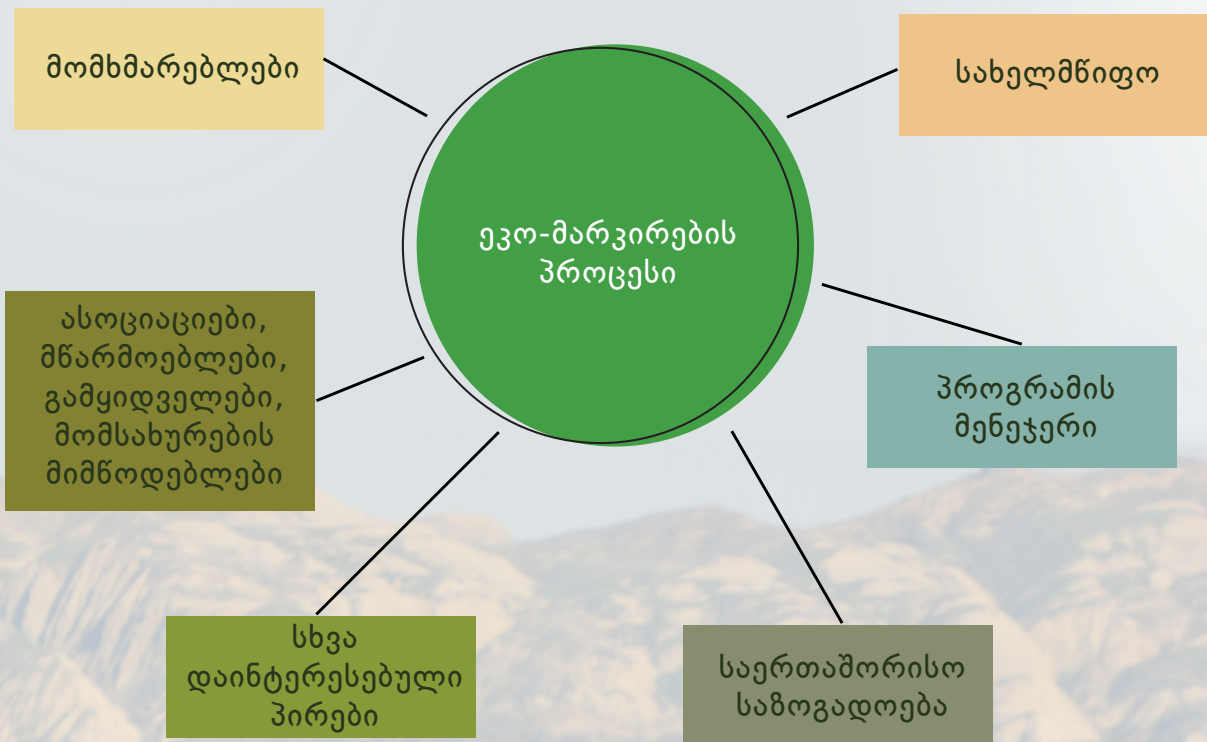 მომხმარებლები
სახელმწიფო
ეკო-მარკირების
პროცესი
ასოციაციები,
მწარმოებლები,
გამყიდველები,
მომსახურების
მიმწოდებლები
პროგრამის
მენეჯერი
სხვა
დაინტერესებული
პირები
საერთაშორისო
საზოგადოება